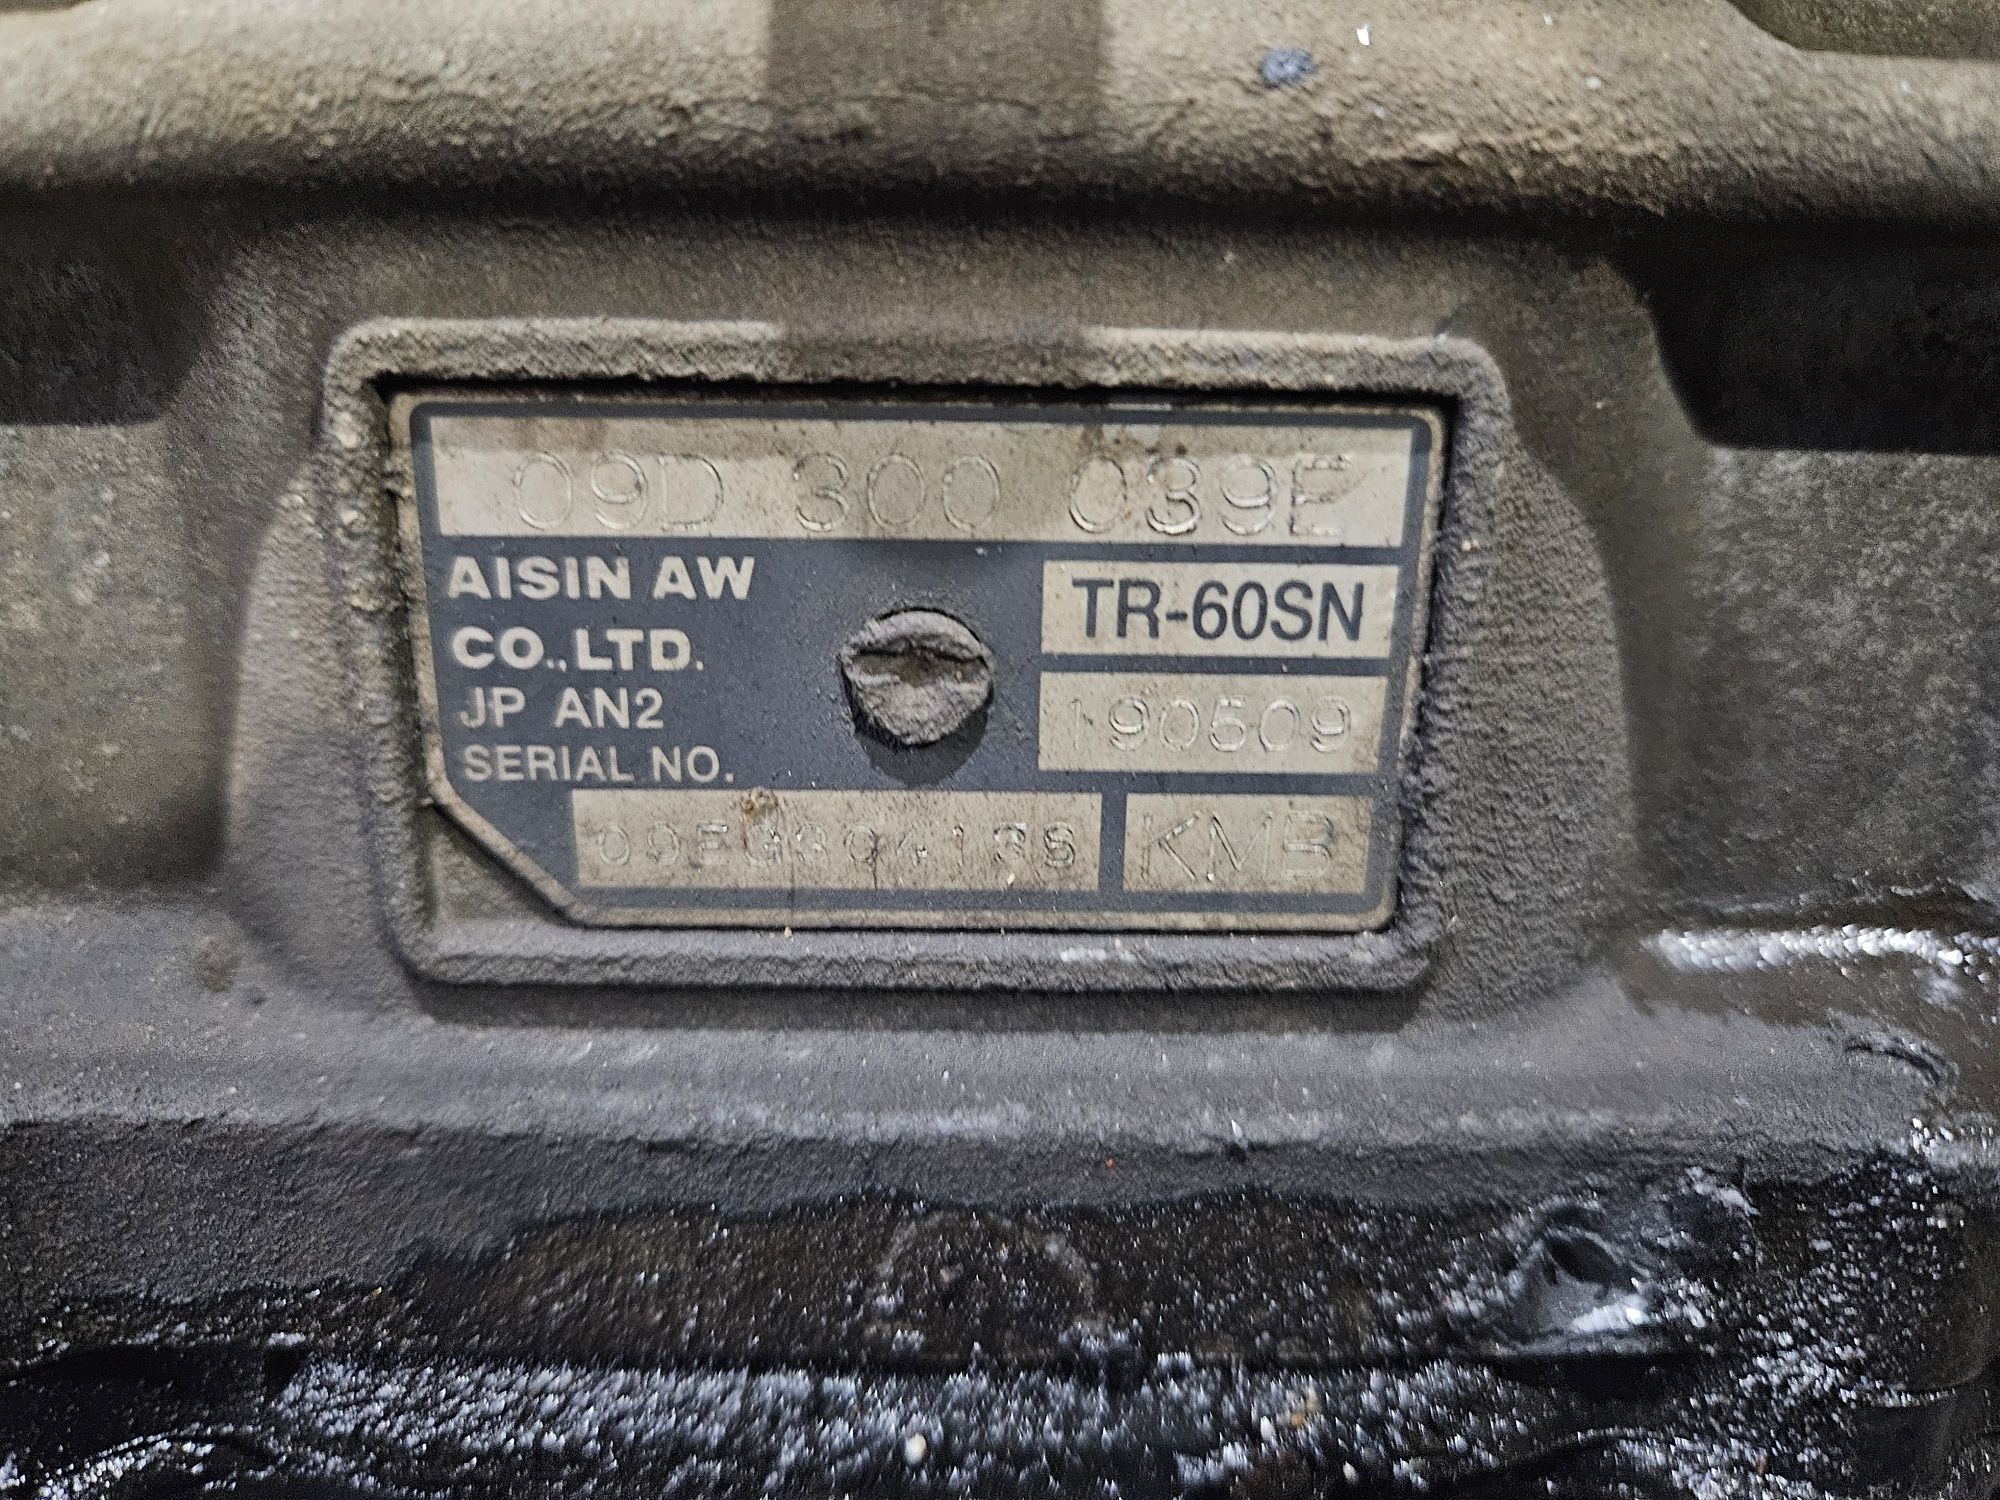 09D 300 039E
AISIN AW
CO.,LTD.
TR-60SN
JP AN2
190509
SERIAL NO.
KMB